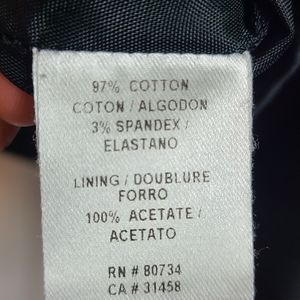 97% COTTON
COTON / ALGODON
3% SPANDEX /
ELASTANO
LINING / DOUBLURE
FORRO
100% ACETATE /
ACETATO
RN # 80734
CA # 31458